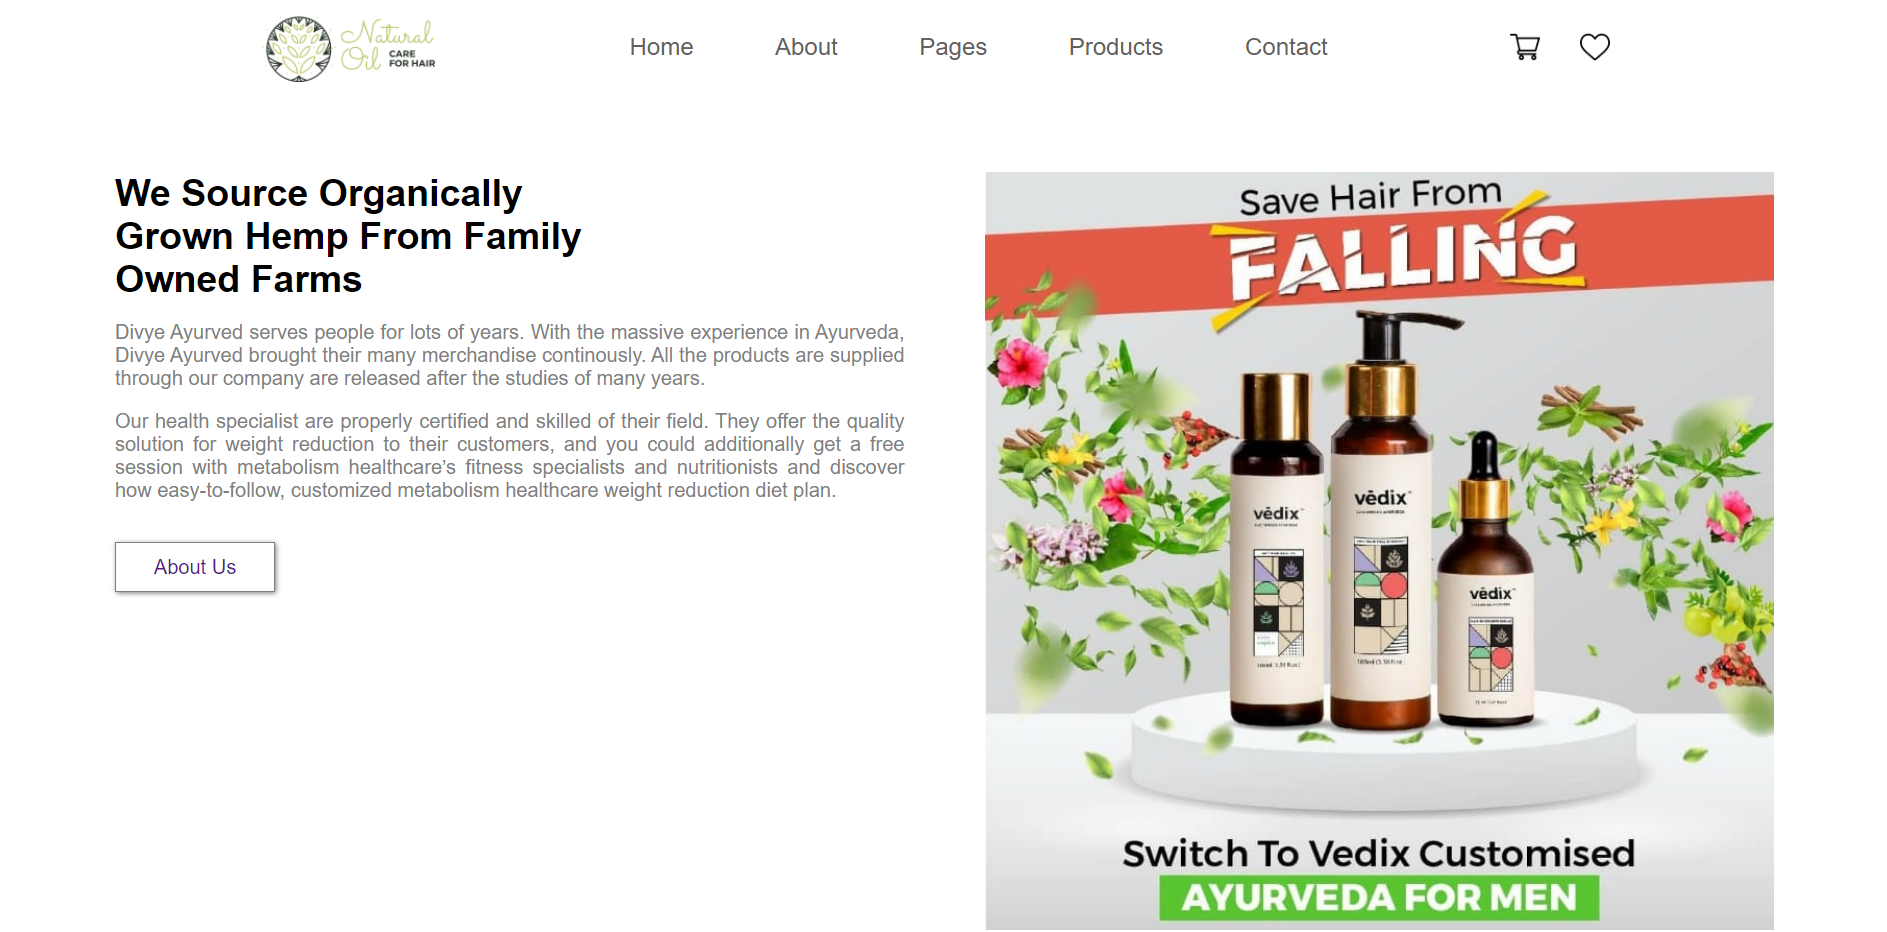 Natural
Oil CARE
FOR HAIR
Home About Pages Products Contact
We Source Organically
Grown Hemp From Family
Owned Farms
Divye Ayurved serves people for lots of years. With the massive experience in Ayurveda,
Divye Ayurved brought their many merchandise continously. All the products are supplied
through our company are released after the studies of many years.
Our health specialist are properly certified and skilled of their field. They offer the quality
solution for weight reduction to their customers, and you could additionally get a free
session with metabolism healthcare’s fitness specialists and nutritionists and discover
how easy-to-follow, customized metabolism healthcare weight reduction diet plan.
About Us
Save Hair From
FALLING
vēdix
vēdix
vēdix
Switch To Vedix Customised
AYURVEDA FOR MEN